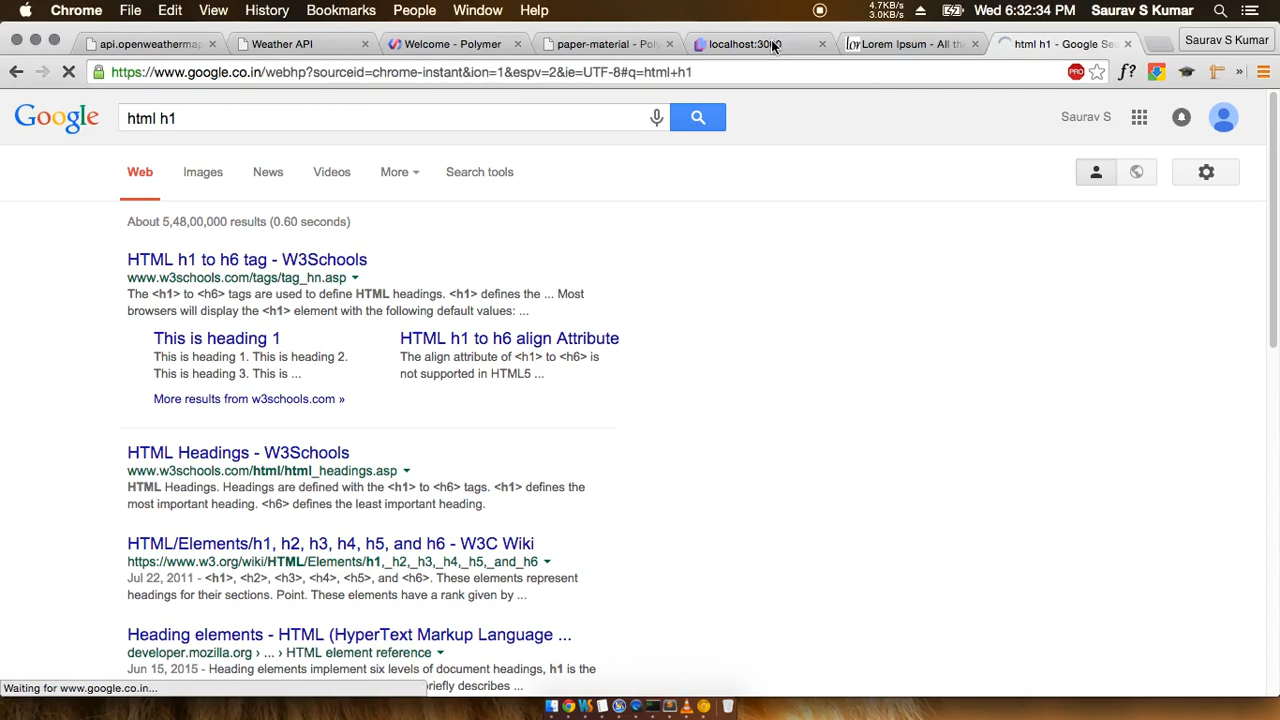 Chrome File Edit View History Bookmarks People Window Help 4.7KB/s 3.0KB/s Wed 6:32:34 PM Saurav S Kumar
api.openweatherma Weather API Welcome - Polymer paper-material - Poly localhost:3000 Lorem Ipsum - All the html h1 - Google Sea Saurav S Kumar
https://www.google.co.in/webhp?sourceid=chrome-instant&ion=1&espv=2&ie=UTF-8#q=html+h1 PRO f? »
Google html h1 Saurav S
Web Images News Videos More Search tools
About 5,48,00,000 results (0.60 seconds)
HTML h1 to h6 tag - W3Schools
www.w3schools.com/tags/tag_hn.asp
The <h1> to <h6> tags are used to define HTML headings. <h1> defines the ... Most
browsers will display the <h1> element with the following default values: ...
This is heading 1 HTML h1 to h6 align Attribute
This is heading 1. This is heading 2. The align attribute of <h1> to <h6> is
This is heading 3. This is ... not supported in HTML5 ...
More results from w3schools.com »
HTML Headings - W3Schools
www.w3schools.com/html/html_headings.asp
HTML Headings. Headings are defined with the <h1> to <h6> tags. <h1> defines the
most important heading. <h6> defines the least important heading.
HTML/Elements/h1, h2, h3, h4, h5, and h6 - W3C Wiki
https://www.w3.org/wiki/HTML/Elements/h1,_h2,_h3,_h4,_h5,_and_h6
Jul 22, 2011 - <h1>, <h2>, <h3>, <h4>, <h5>, and <h6>. These elements represent
headings for their sections. Point. These elements have a rank given by ...
Heading elements - HTML (HyperText Markup Language ...
developer.mozilla.org › ... › HTML element reference
Jun 15, 2015 - Heading elements implement six levels of document headings, h1 is the
riefly describes ...
Waiting for www.google.co.in...